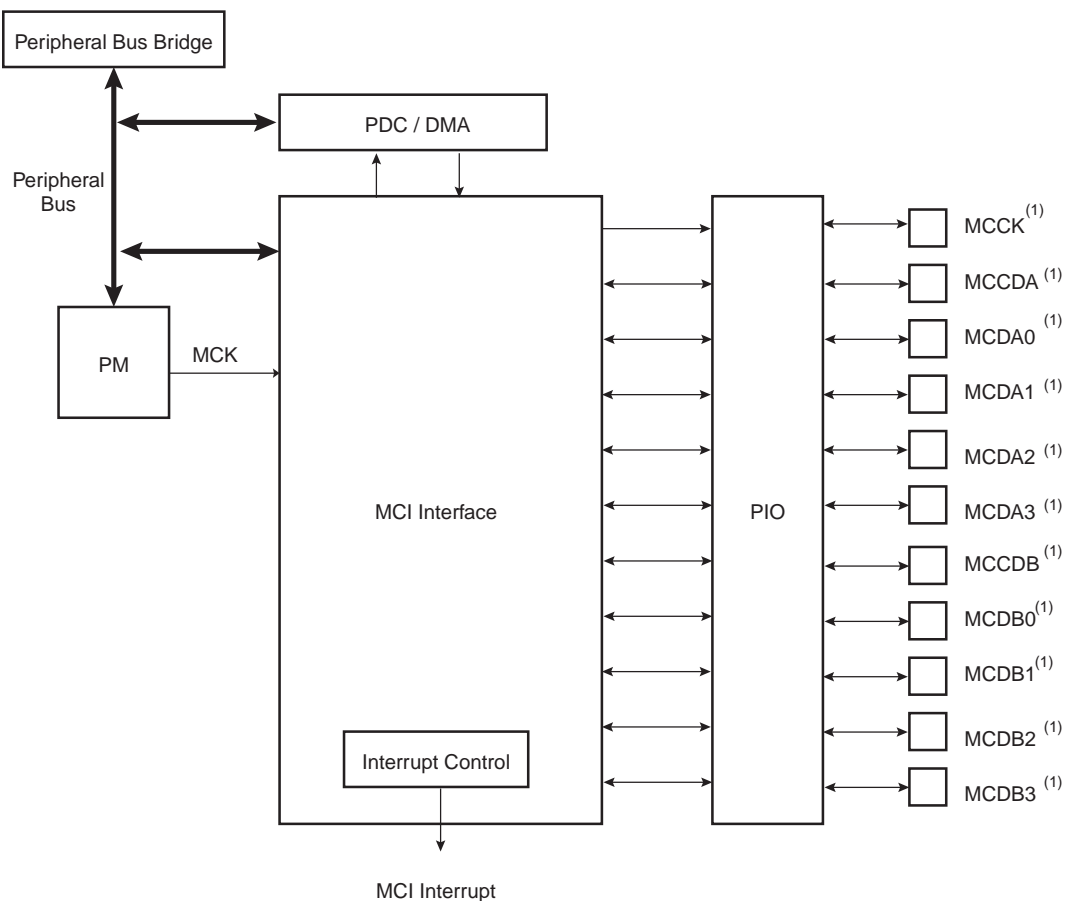 Peripheral Bus Bridge
PDC / DMA
Peripheral
Bus
PM
MCK
MCI Interface
Interrupt Control
MCI Interrupt
PIO
MCCK(1)
MCCDA (1)
MCDA0 (1)
MCDA1 (1)
MCDA2 (1)
MCDA3 (1)
MCCDB (1)
MCDB0(1)
MCDB1(1)
MCDB2 (1)
MCDB3 (1)